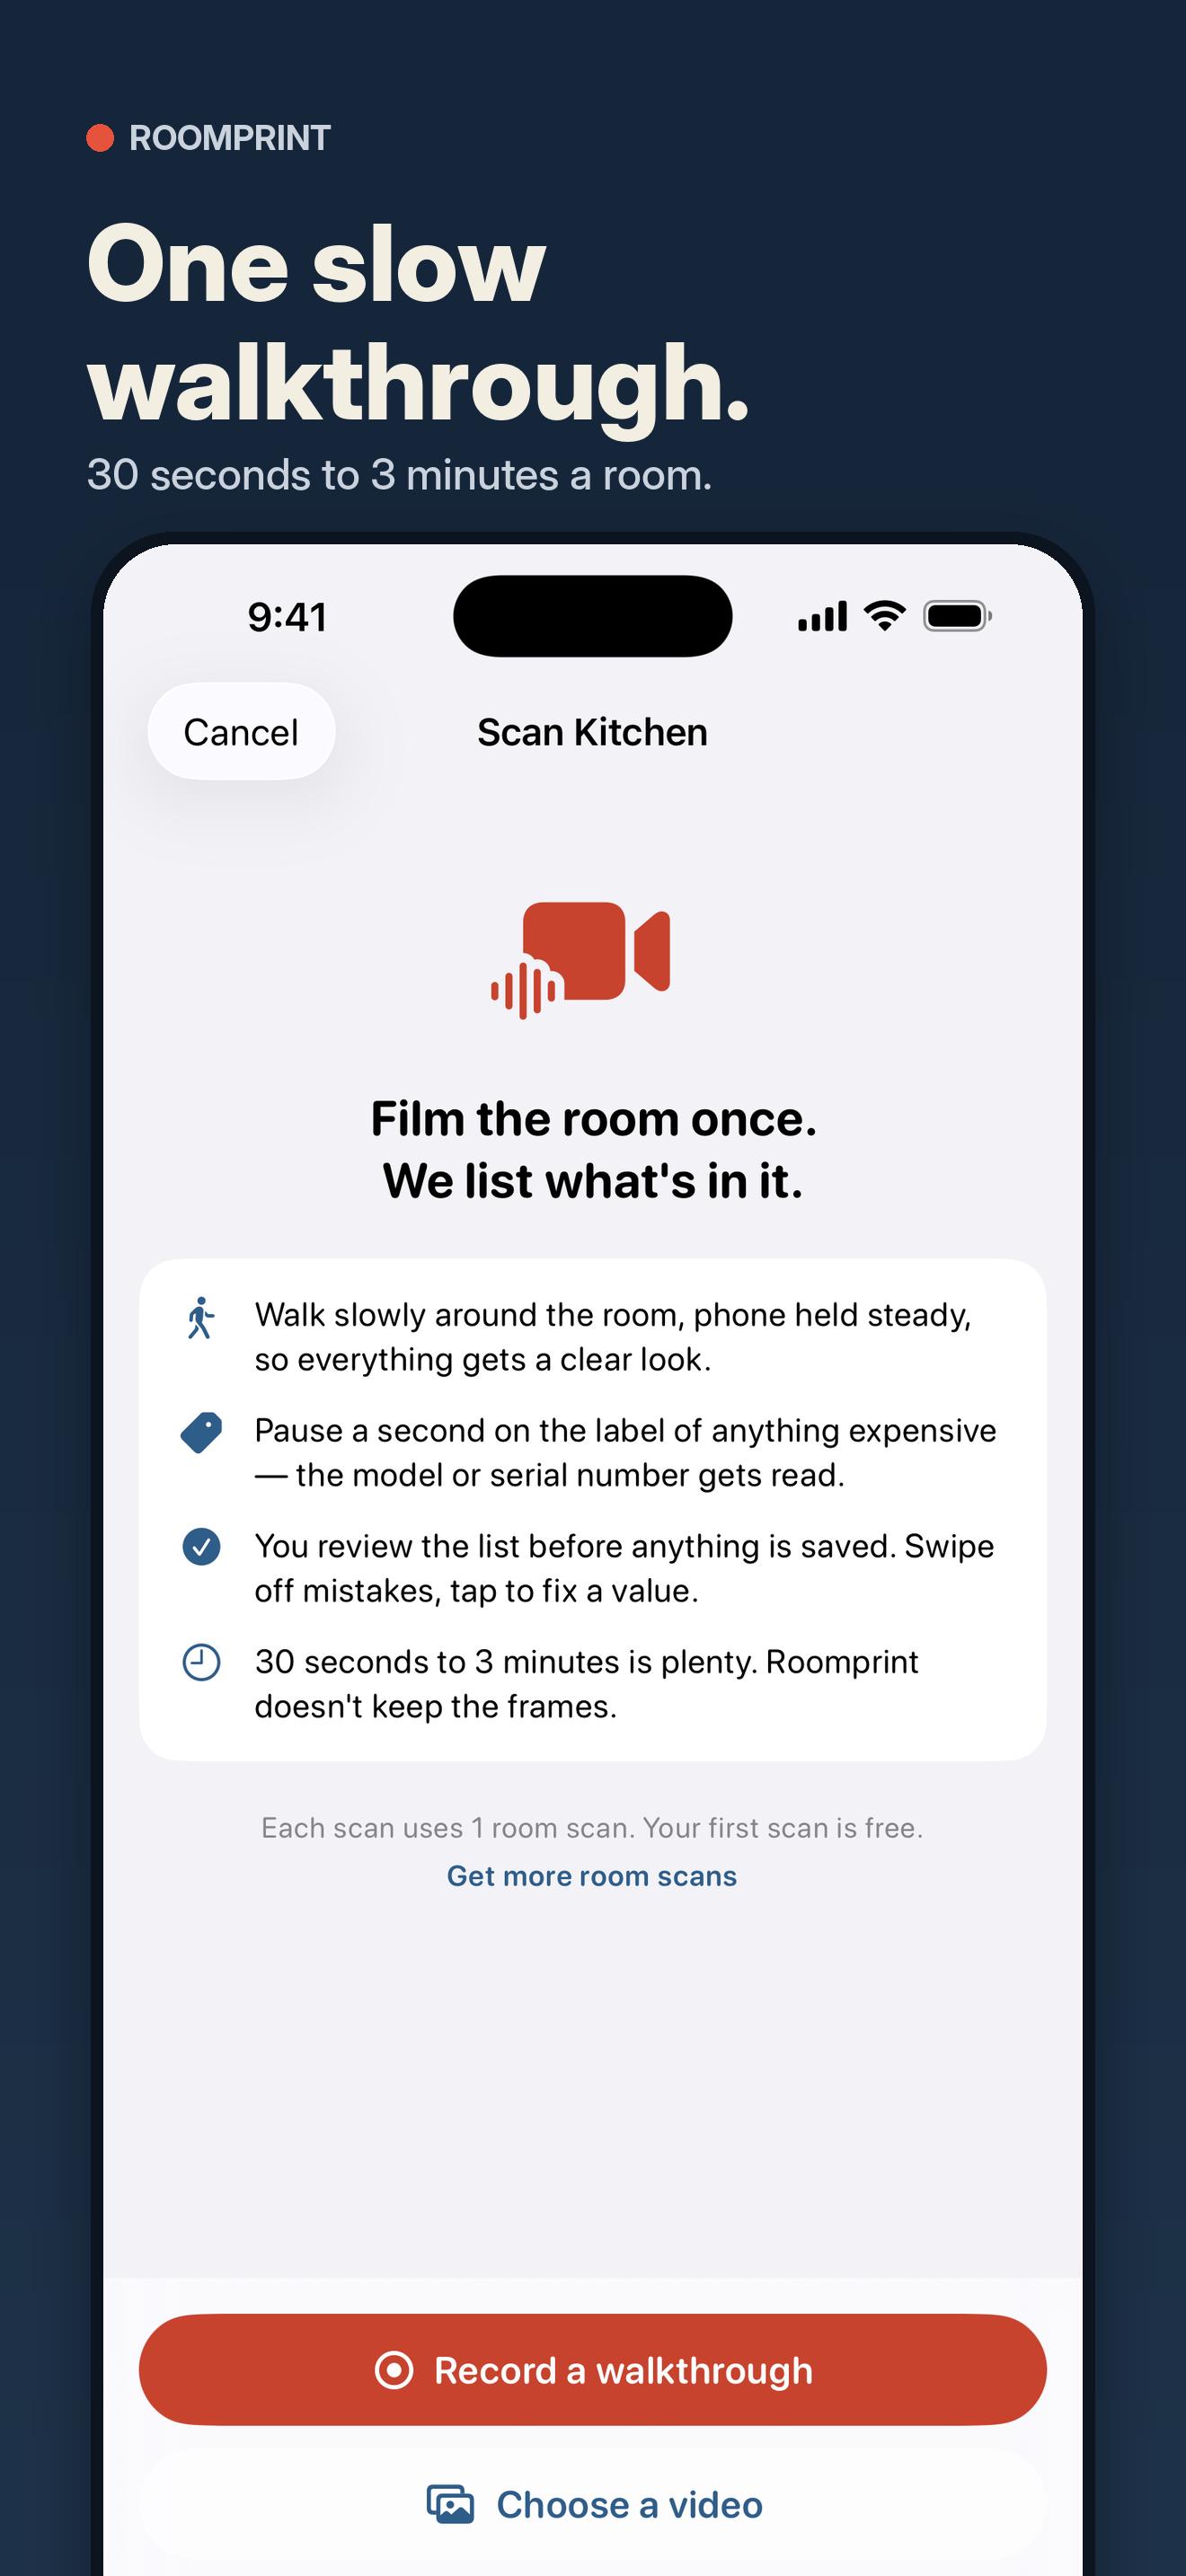 ROOMPRINT
One slow
walkthrough.
30 seconds to 3 minutes a room.
9:41
Cancel
Scan Kitchen
Film the room once.
We list what's in it.
Walk slowly around the room, phone held steady,
so everything gets a clear look.
Pause a second on the label of anything expensive
— the model or serial number gets read.
You review the list before anything is saved. Swipe
off mistakes, tap to fix a value.
30 seconds to 3 minutes is plenty. Roomprint
doesn't keep the frames.
Each scan uses 1 room scan. Your first scan is free.
Get more room scans
Record a walkthrough
Choose a video